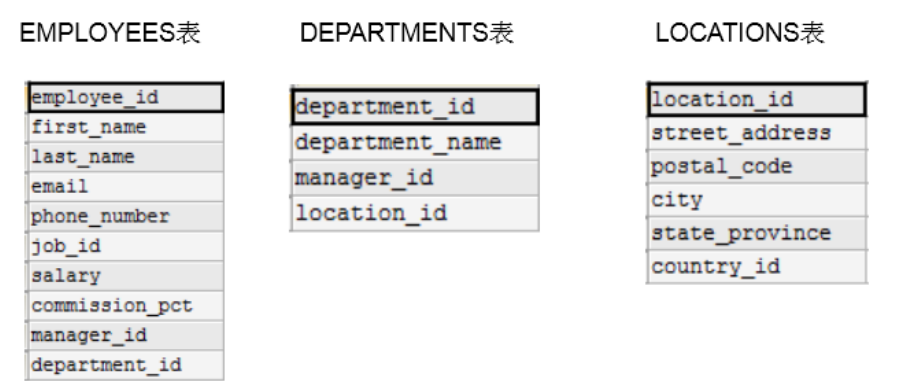 EMPLOYEES表
employee_id
first_name
last_name
email
phone_number
job_id
salary
commission_pct
manager_id
department_id
DEPARTMENTS表
department_id
department_name
manager_id
location_id
LOCATIONS表
location_id
street_address
postal_code
city
state_province
country_id